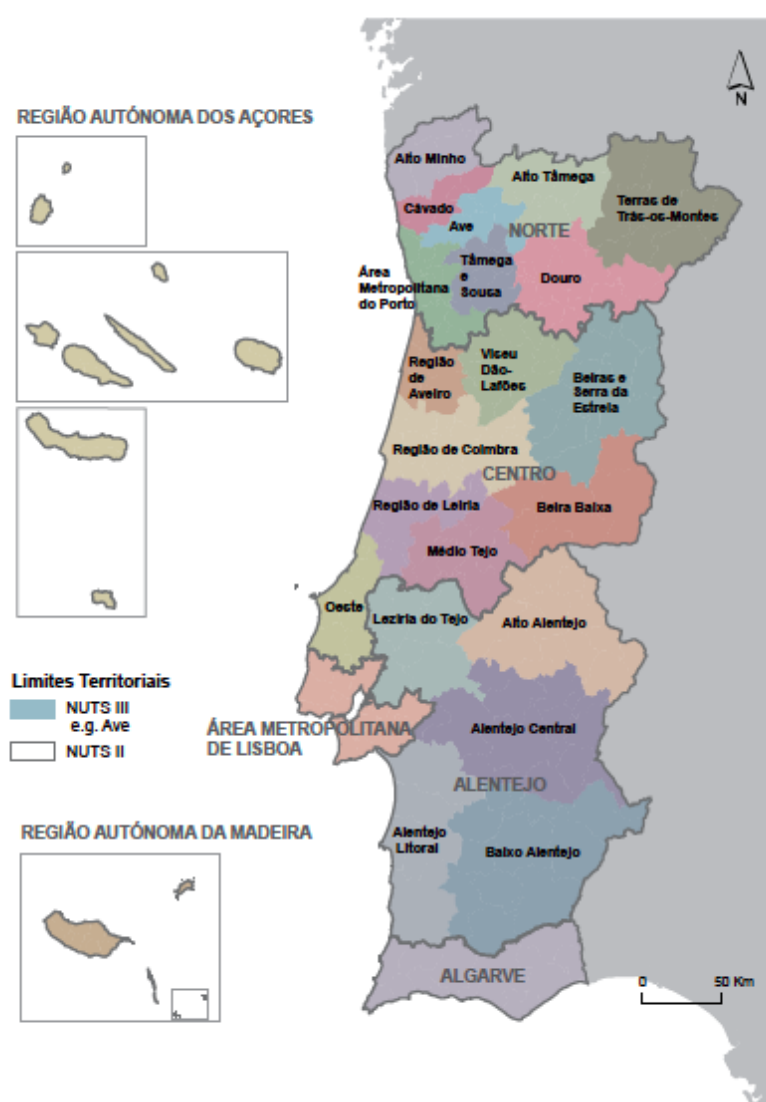 N
REGIÃO AUTÓNOMA DOS AÇORES
Alto Minho
Alto Tâmega
Terras de
Trás-os-Montes
Cávado
Ave
NORTE
Tâmega
e
Sousa
Douro
Área
Metropolitana
do Porto
Região
de
Aveiro
Viseu
Dão-
Lafões
Beiras e
Serra da
Estrela
Região de Coimbra
CENTRO
Região de Leiria
Beira Baixa
Médio Tejo
Oeste
Lezíria do Tejo
Alto Alentejo
Limites Territoriais
NUTS III
e.g. Ave
NUTS II
ÁREA METROPOLITANA
DE LISBOA
Alentejo Central
ALENTEJO
REGIÃO AUTÓNOMA DA MADEIRA
Alentejo
Litoral
Baixo Alentejo
ALGARVE
0 50 Km